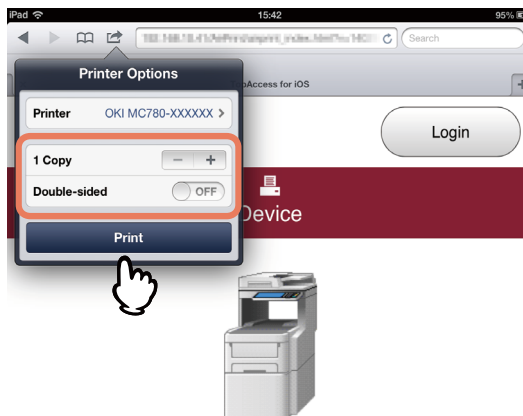 iPad 15:42 95%
Search
Printer Options
pAccess for iOS
Printer OKI MC780-XXXXXX >
1 Copy - +
Login
Double-sided OFF
Device
Print